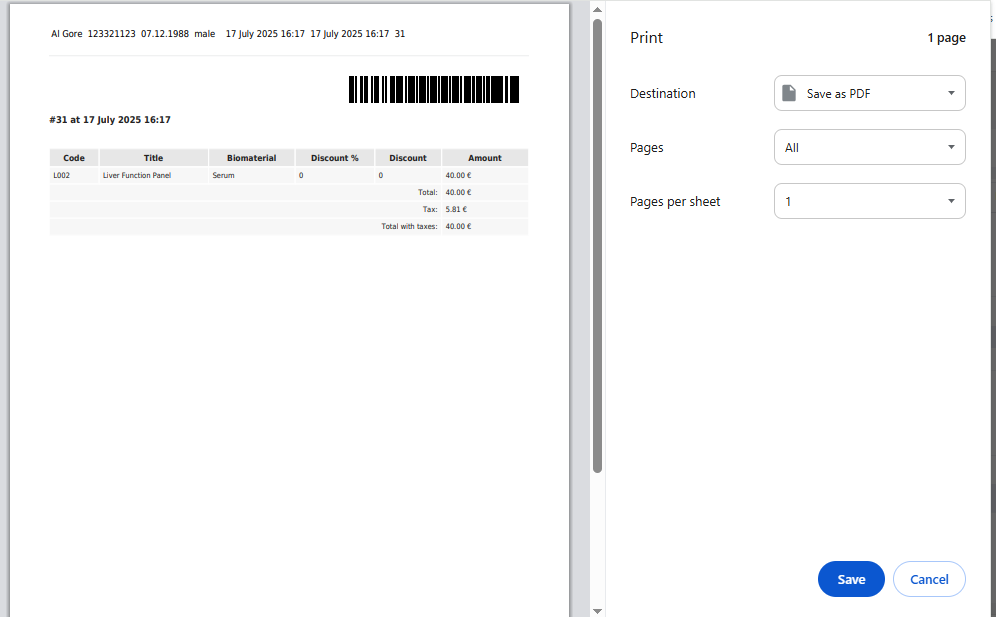 Al Gore 123321123 07.12.1988 male 17 July 2025 16:17 17 July 2025 16:17 31
#31 at 17 July 2025 16:17
Code Title Biomaterial Discount % Discount Amount
L002 Liver Function Panel Serum 0 0 40.00 €
Total: 40.00 €
Tax: 5.81 €
Total with taxes: 40.00 €
Print 1 page
Destination Save as PDF
Pages All
Pages per sheet 1
Save Cancel